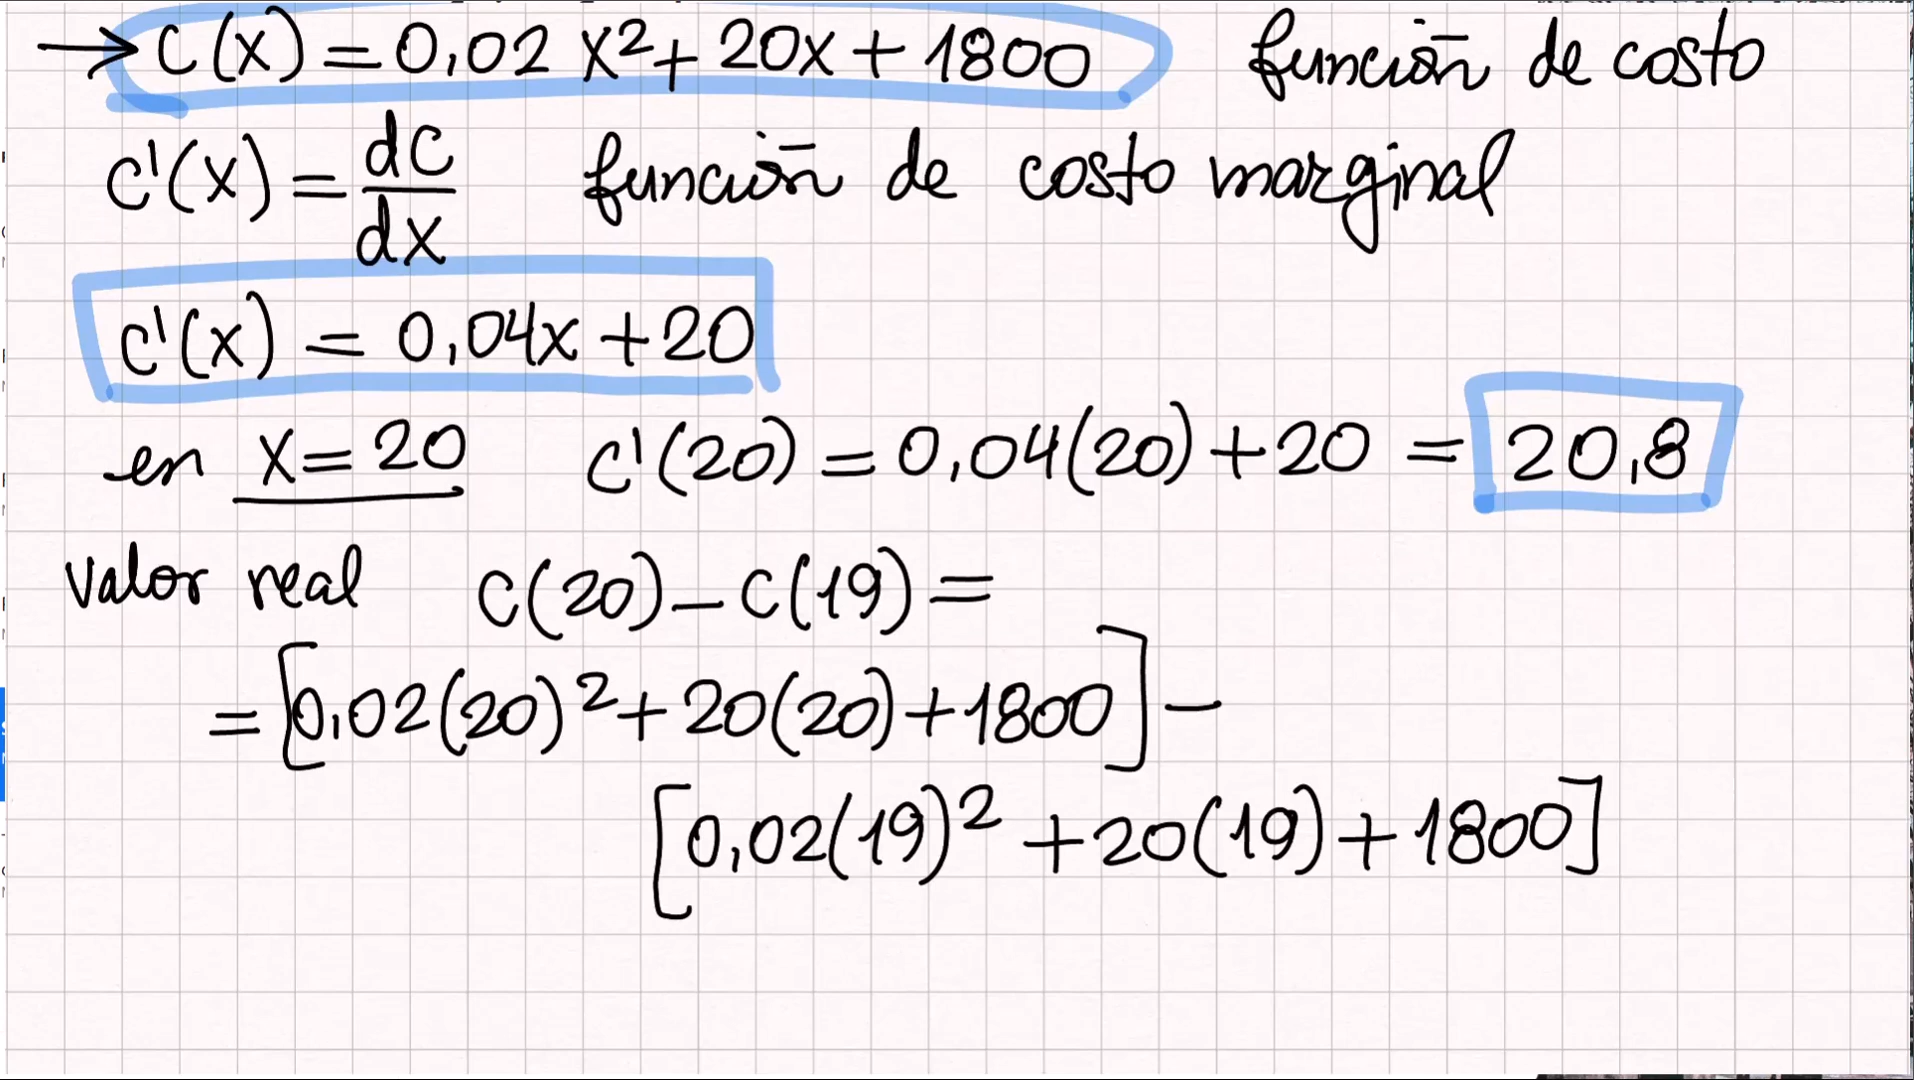 → C(x) = 0,02 x² + 20x + 1800 función de costo
C'(x) = dC/dx función de costo marginal
C'(x) = 0,04x + 20
en x = 20 C'(20) = 0,04(20) + 20 = 20,8
valor real C(20) - C(19) =
= [0,02(20)² + 20(20) + 1800] -
[0,02(19)² + 20(19) + 1800]